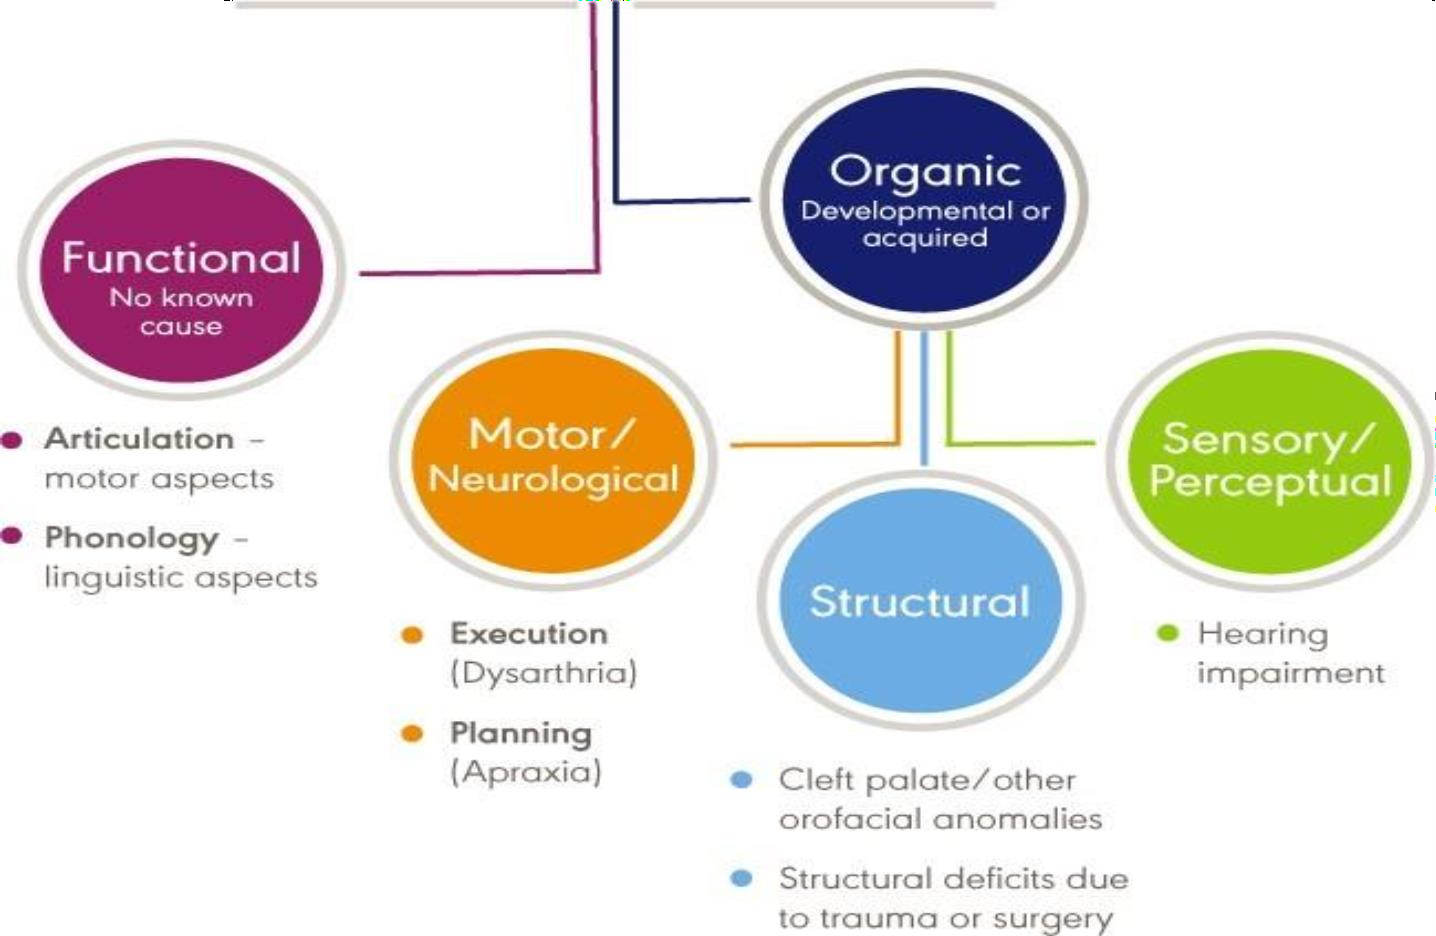 Organic
Developmental or
acquired
Functional
No known
cause
Articulation –
motor aspects
Phonology –
linguistic aspects
Motor/
Neurological
Execution
(Dysarthria)
Planning
(Apraxia)
Structural
Cleft palate/other
orofacial anomalies
Structural deficits due
to trauma or surgery
Sensory/
Perceptual
Hearing
impairment